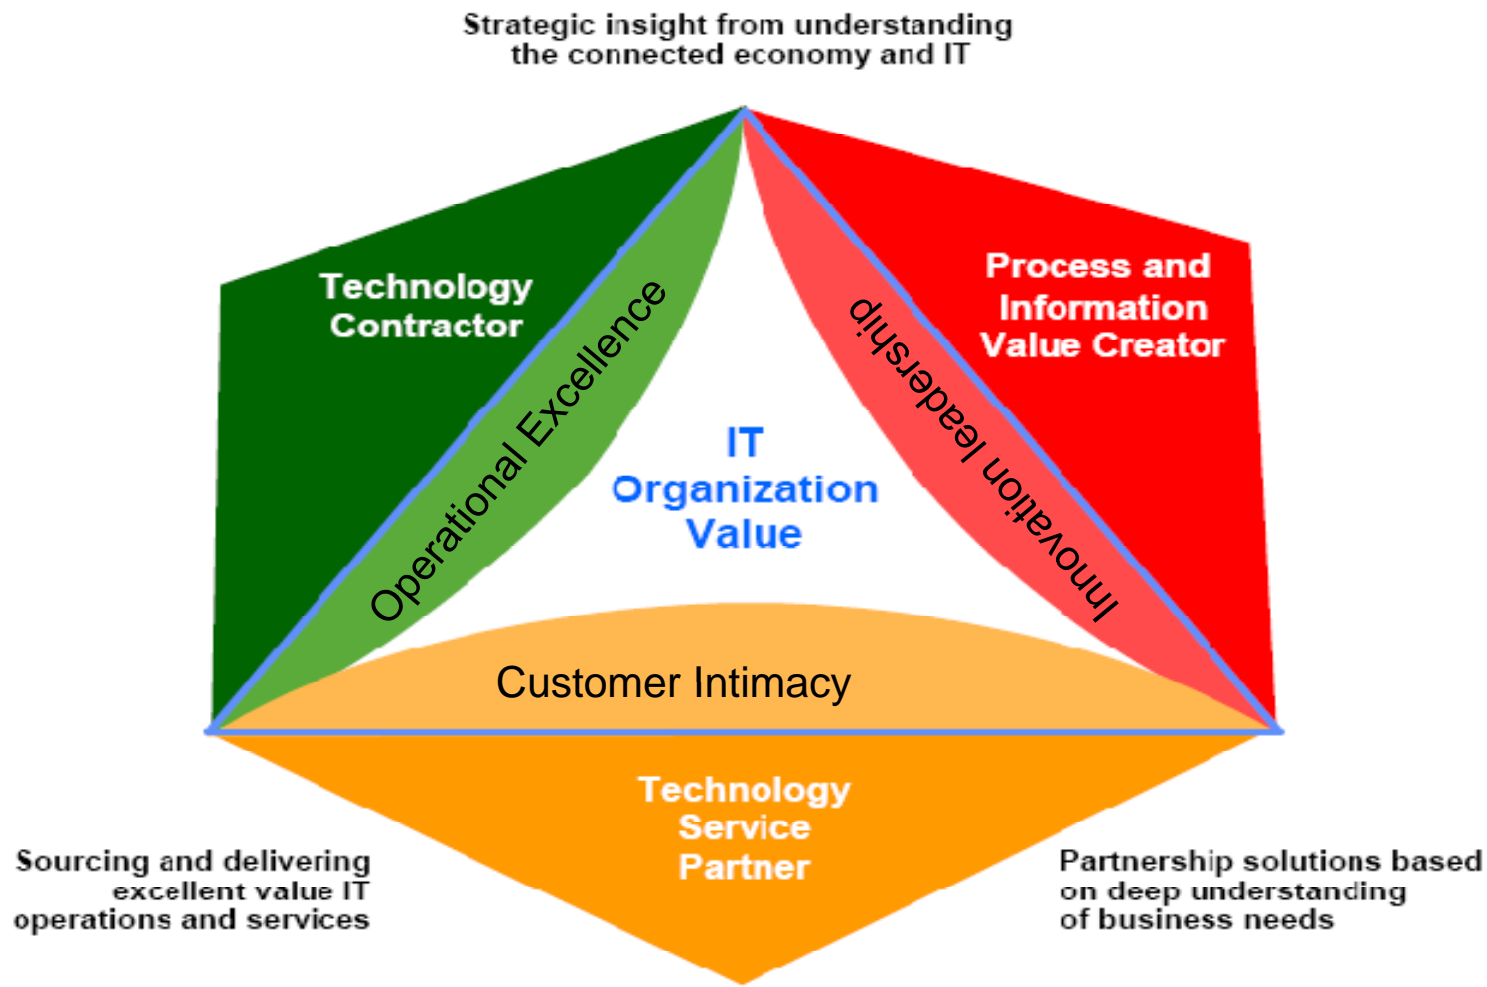 Strategic insight from understanding
the connected economy and IT
Technology
Contractor
Operational Excellence
Process and
Information
Value Creator
Innovation leadership
IT
Organization
Value
Customer Intimacy
Technology
Service
Partner
Sourcing and delivering
excellent value IT
operations and services
Partnership solutions based
on deep understanding
of business needs